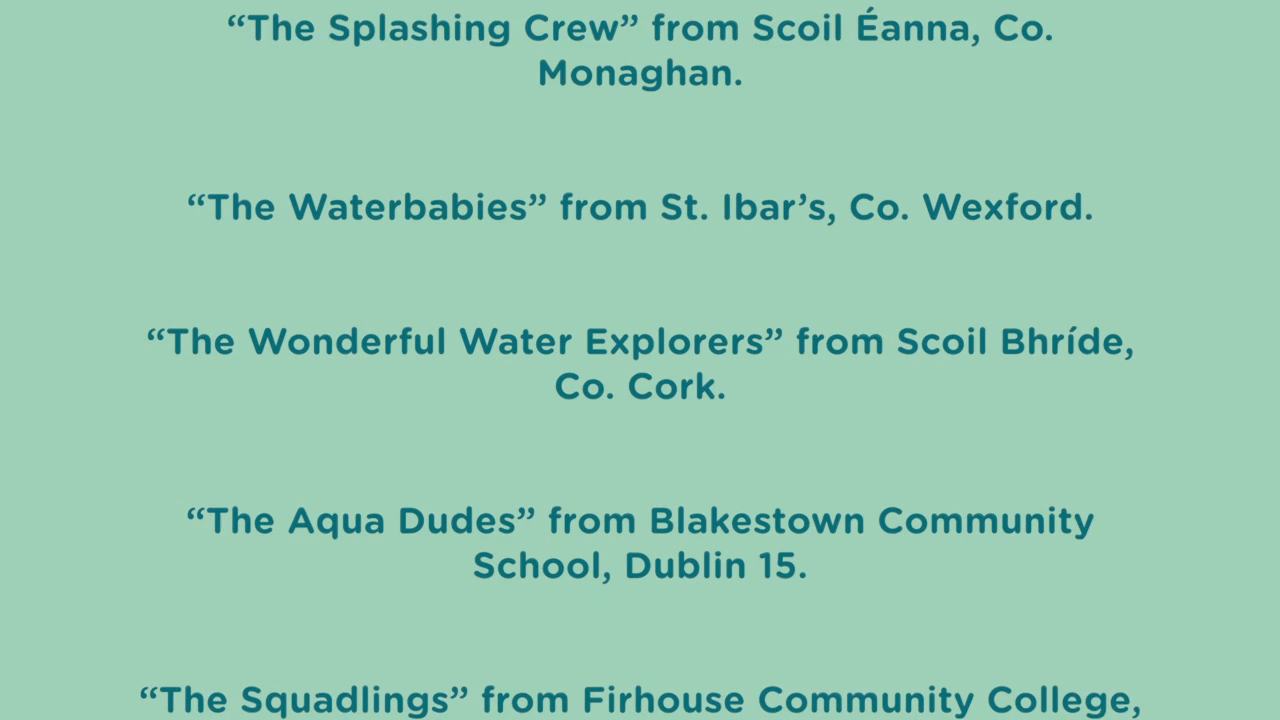 “The Splashing Crew” from Scoil Éanna, Co.
Monaghan.
“The Waterbabies” from St. Ibar’s, Co. Wexford.
“The Wonderful Water Explorers” from Scoil Bhríde,
Co. Cork.
“The Aqua Dudes” from Blakestown Community
School, Dublin 15.
“The Squadlings” from Firhouse Community College,